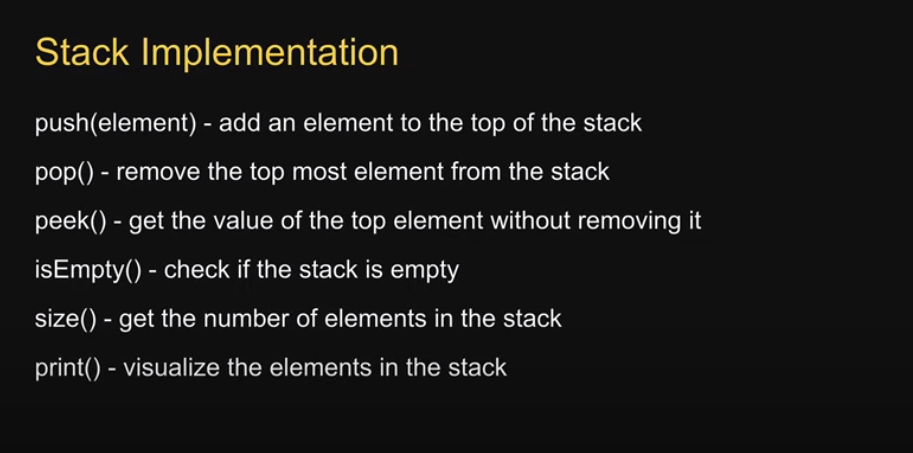 Stack Implementation
push(element) - add an element to the top of the stack
pop() - remove the top most element from the stack
peek() - get the value of the top element without removing it
isEmpty() - check if the stack is empty
size() - get the number of elements in the stack
print() - visualize the elements in the stack